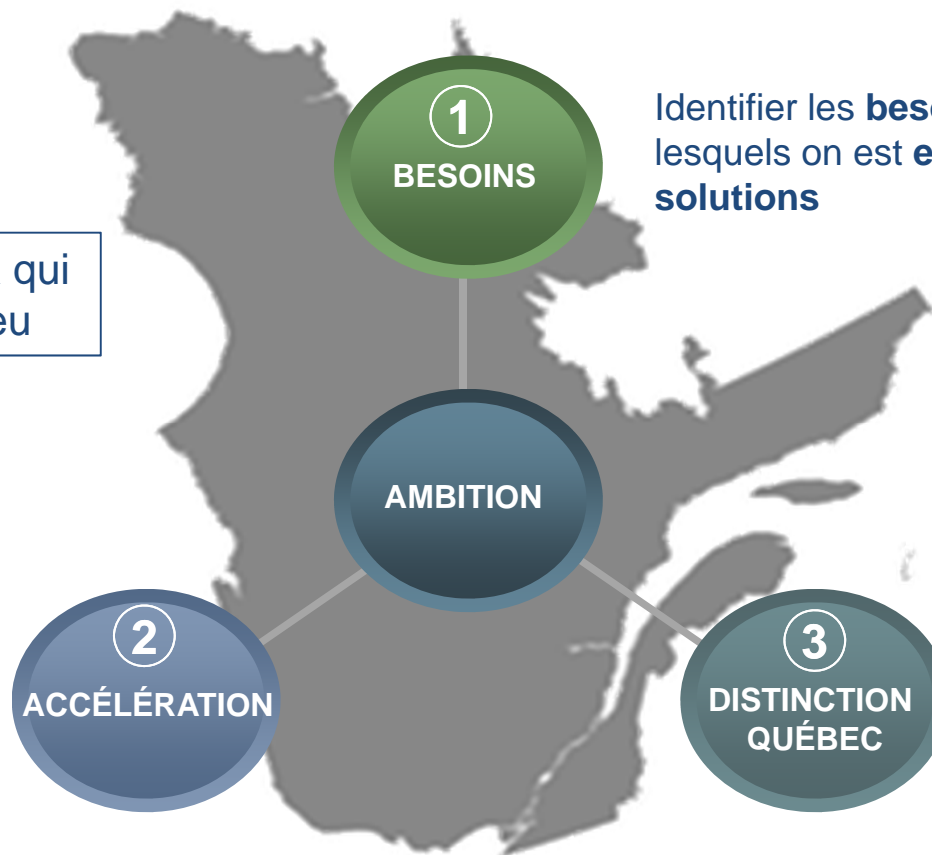 1
BESOINS
Identifier les
lesquels on est
solutions
qui
AMBITION
2
ACCÉLÉRATION
3
DISTINCTION
QUÉBEC